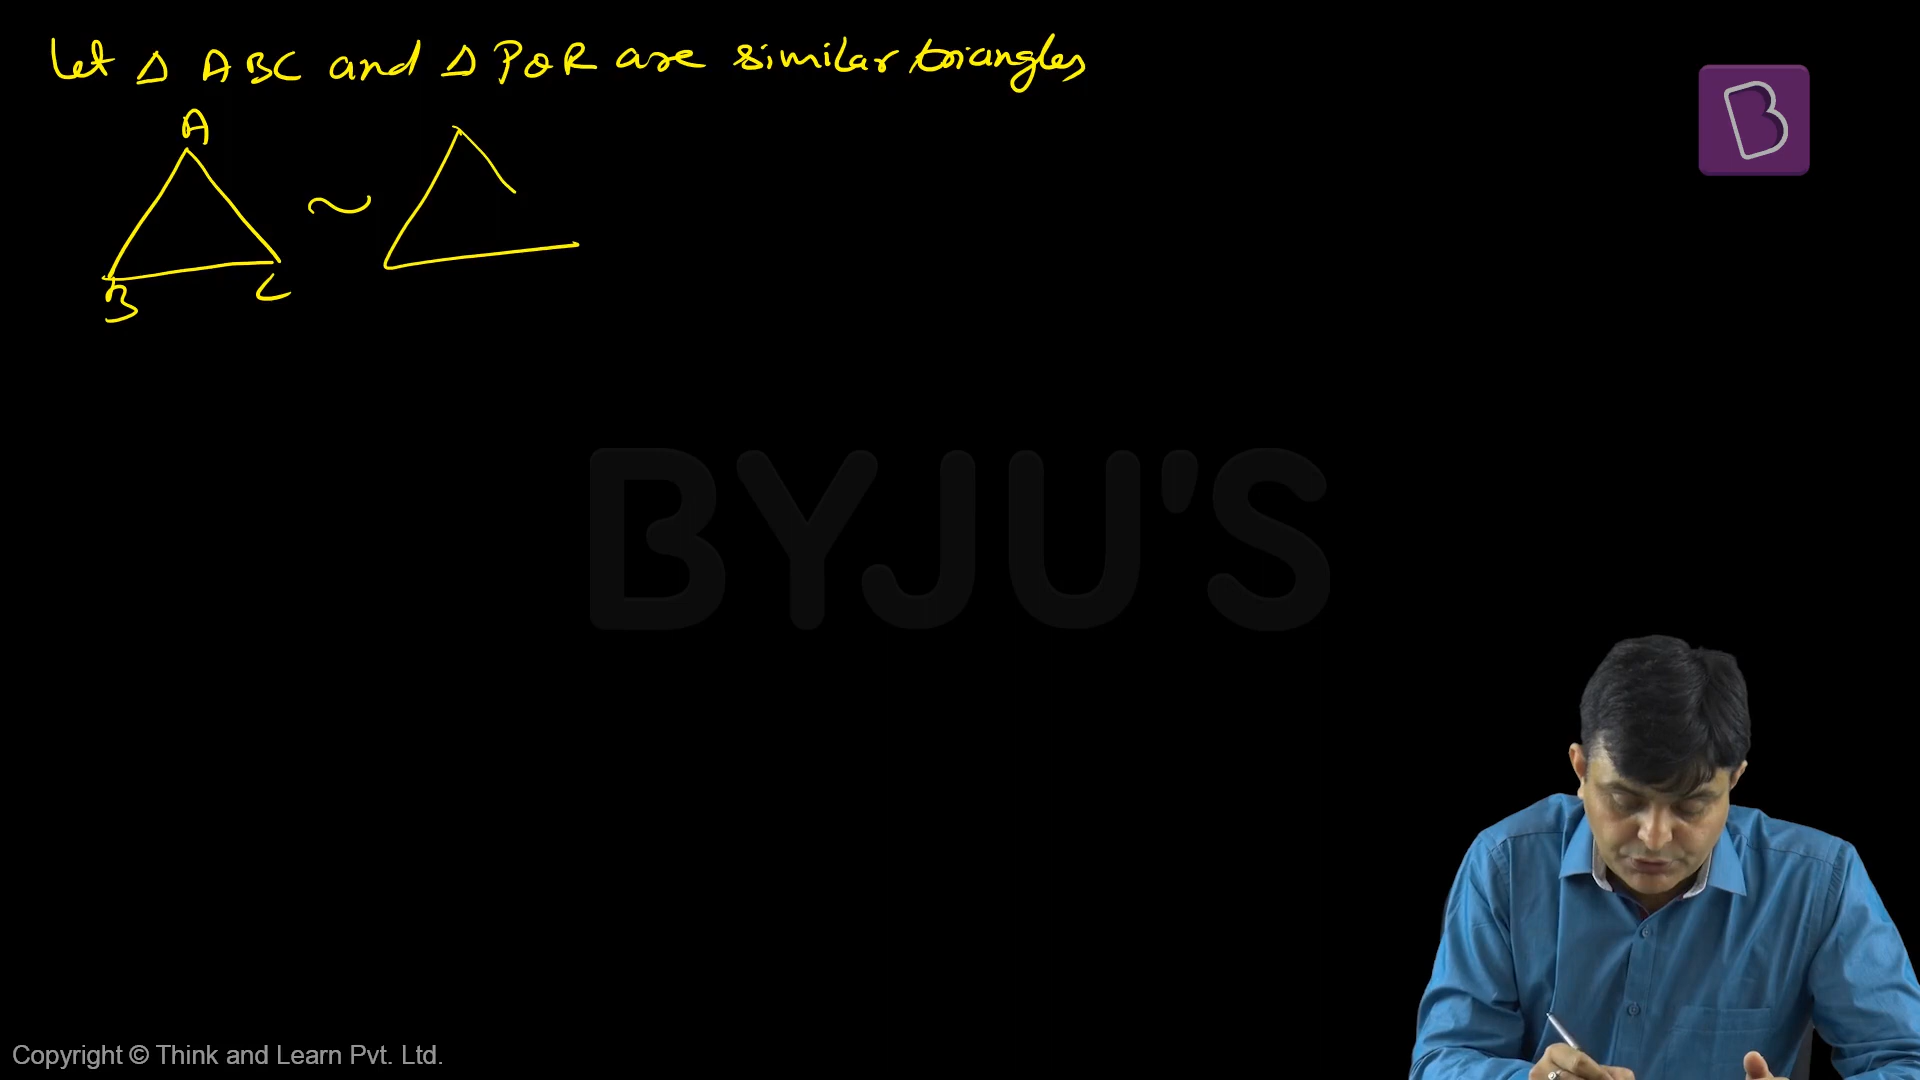 Let Δ ABC and Δ PQR are similar triangles
A
~
B C
BYJU'S
B
Copyright © Think and Learn Pvt. Ltd.